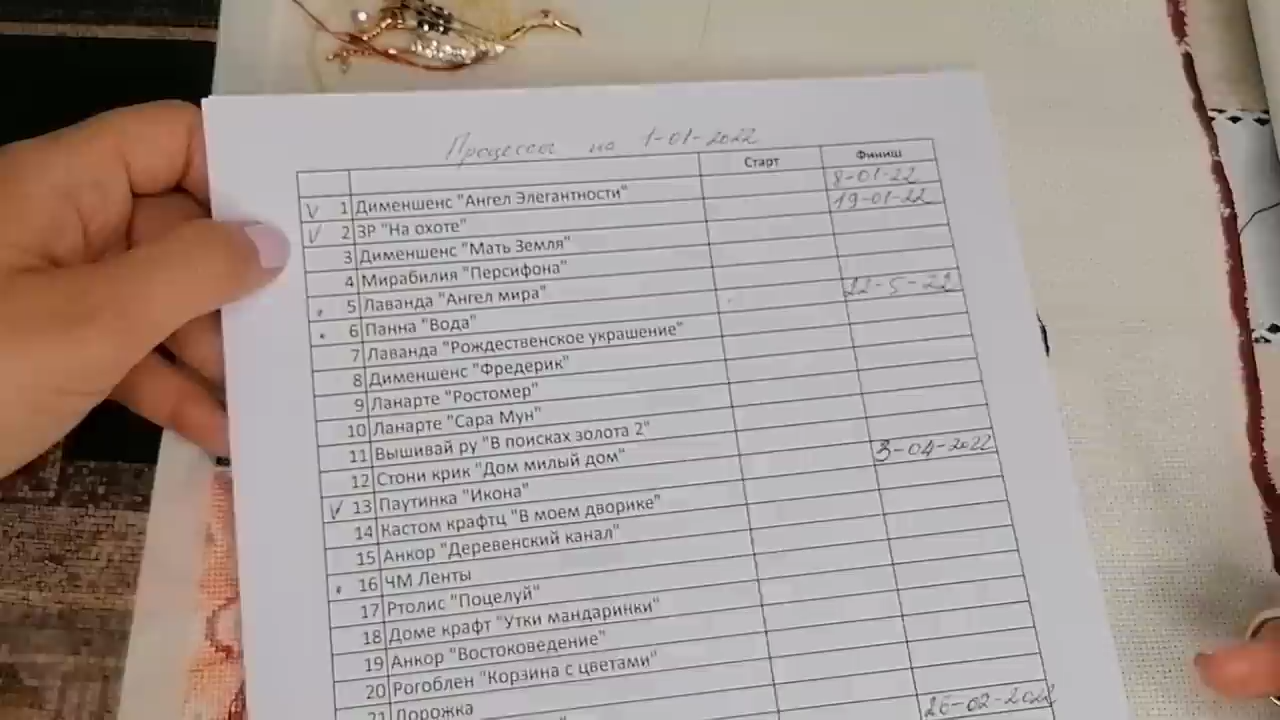 Процессы на 1-01-2022
Старт Финиш
V 1 Дименшенс "Ангел Элегантности" 8-01-22
V 2 ЗР "На охоте" 19-01-22
3 Дименшенс "Мать Земля"
4 Мирабилия "Персифона"
5 Лаванда "Ангел мира"
6 Панна "Вода" 22-5-22
7 Лаванда "Рождественское украшение"
8 Дименшенс "Фредерик"
9 Ланарте "Ростомер"
10 Ланарте "Сара Мун"
11 Вышивай ру "В поисках золота 2"
12 Стони крик "Дом милый дом"
V 13 Паутинка "Икона" 3-04-2022
14 Кастом крафтц "В моем дворике"
15 Анкор "Деревенский канал"
16 ЧМ Ленты
17 Ртолис "Поцелуй"
18 Доме крафт "Утки мандаринки"
19 Анкор "Востоковедение"
20 Рогоблен "Корзина с цветами"
21 Дорожка
26-02-2022